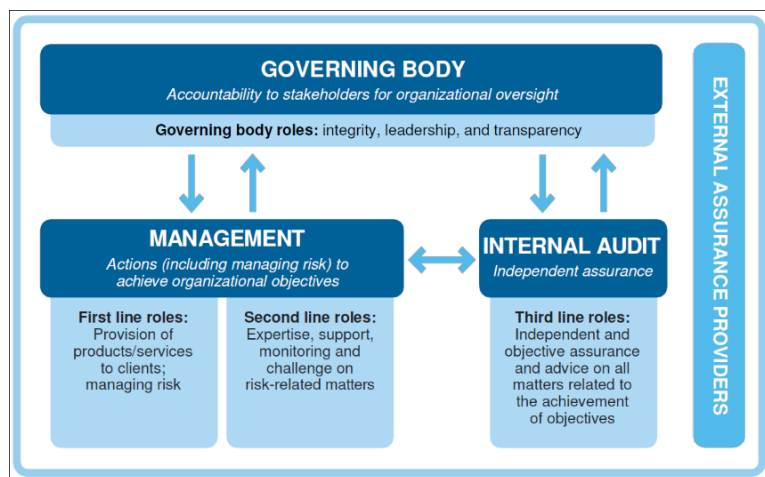 GOVERNING BODY
Accountability to stakeholders for organizational oversight
Governing body roles: integrity, leadership, and transparency
MANAGEMENT
Actions (including managing risk) to
achieve organizational objectives
First line roles:
Provision of
products/services
to clients;
managing risk
Second line roles:
Expertise, support,
monitoring and
challenge on
risk-related matters
INTERNAL AUDIT
Independent assurance
Third line roles:
Independent and
objective assurance
and advice on all
matters related to
the achievement
of objectives
EXTERNAL ASSURANCE PROVIDERS